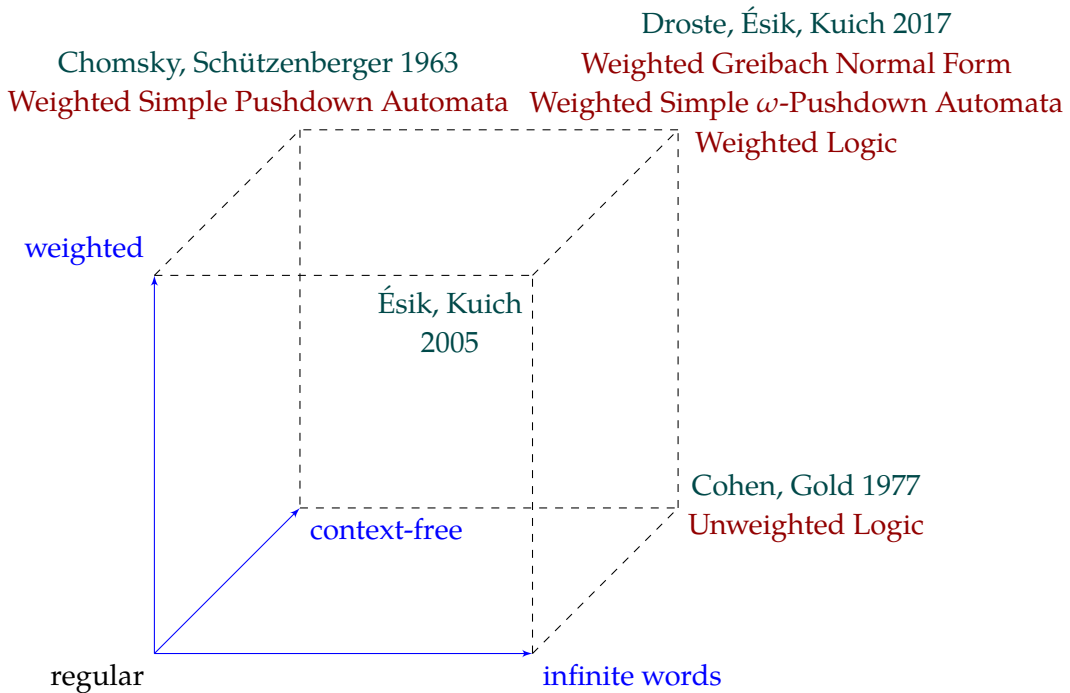 Droste, Ésik, Kuich 2017
Chomsky, Schützenberger 1963
Weighted Greibach Normal Form
Weighted Simple Pushdown Automata
Weighted Simple ω-Pushdown Automata
Weighted Logic
weighted
Ésik, Kuich
2005
Cohen, Gold 1977
Unweighted Logic
context-free
regular
infinite words